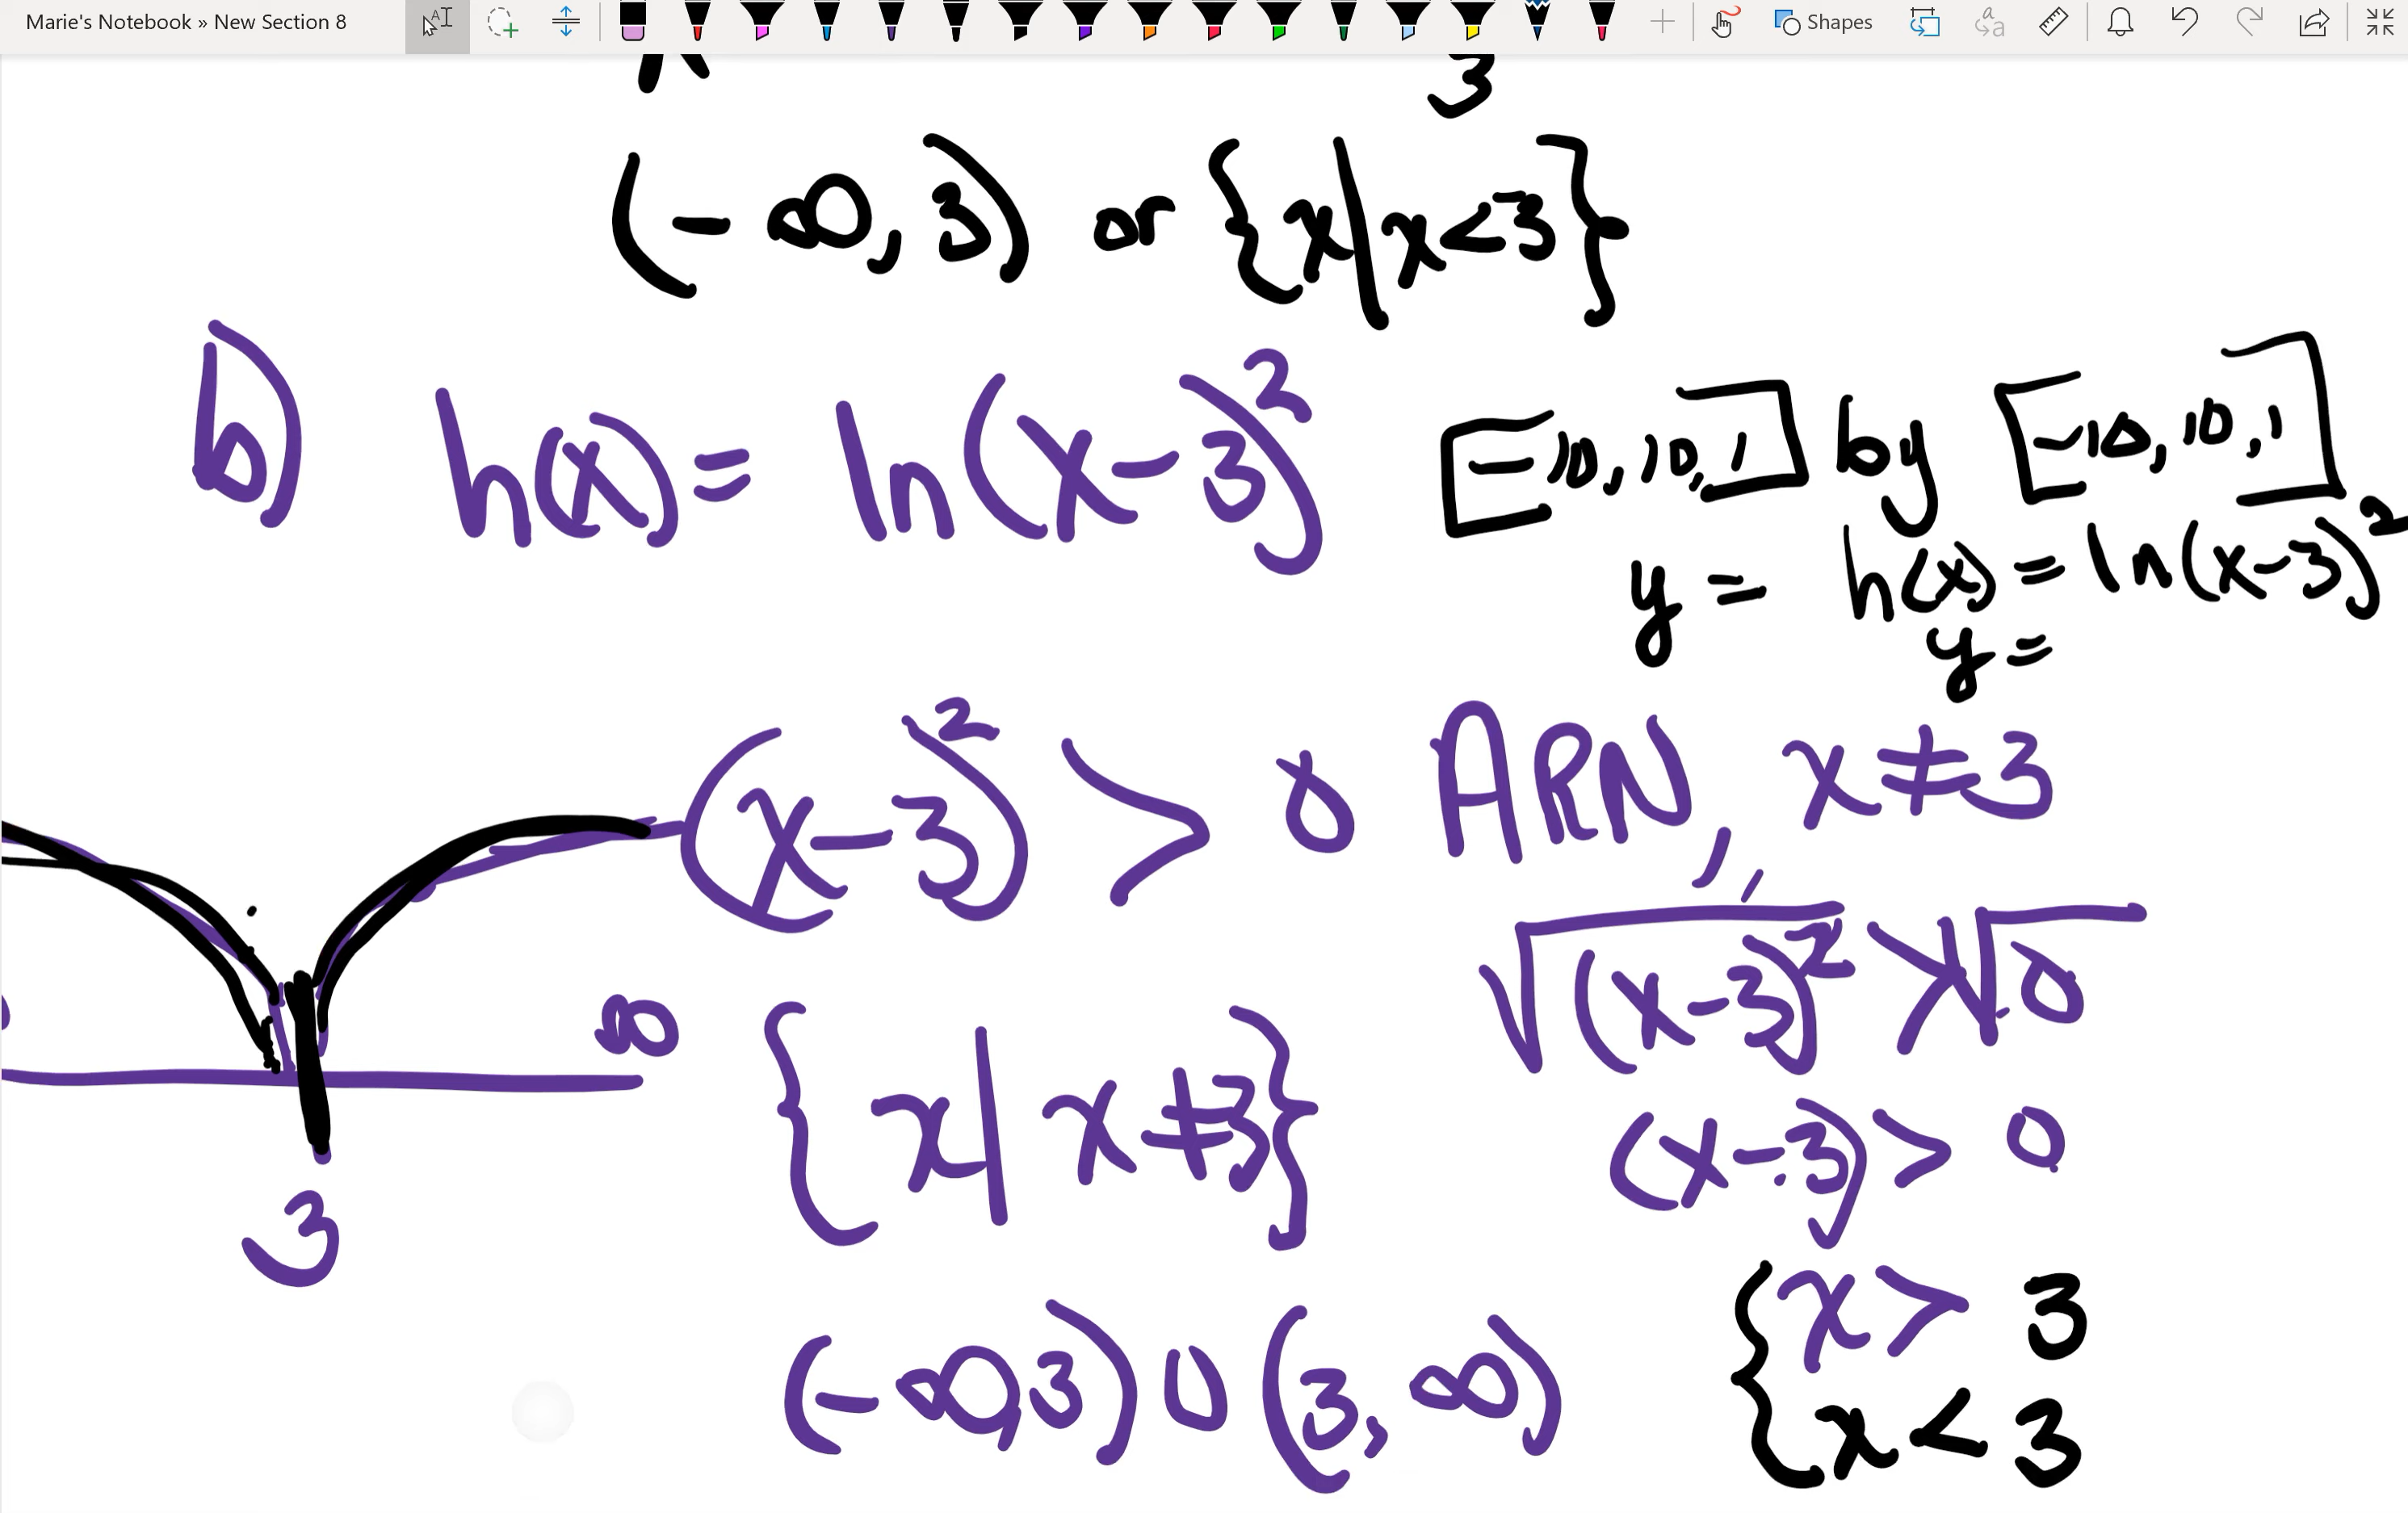 Marie's Notebook » New Section 8
Shapes
3
(-∞, 3) or {x|x<3}
b) h(x) = ln(x-3)²
[-10, 10, 1] by [-10, 10, 1]
y = h(x) = ln(x-3)²
y =
(x-3)² > 0 ARN, x≠3
√(x-3)² > √0
∞
{x| x≠3}
(x-3) > 0
3
{x > 3
x < 3
(-∞, 3) ∪ (3, ∞)